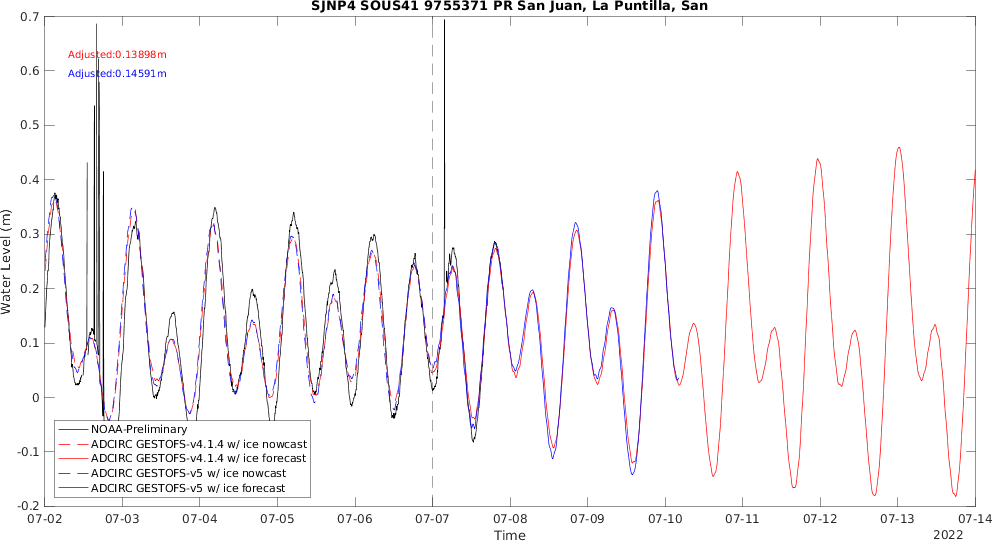 SJNP4 SOUS41 9755371 PR San Juan, La Puntilla, San
Adjusted:0.13898m
Adjusted:0.14591m
0.7
0.6
0.5
0.4
0.3
0.2
0.1
0
-0.1
-0.2
Water Level (m)
NOAA-Preliminary
ADCIRC GESTOFS-v4.1.4 w/ ice nowcast
ADCIRC GESTOFS-v4.1.4 w/ ice forecast
ADCIRC GESTOFS-v5 w/ ice nowcast
ADCIRC GESTOFS-v5 w/ ice forecast
07-02 07-03 07-04 07-05 07-06 07-07 07-08 07-09 07-10 07-11 07-12 07-13 07-14
Time
2022